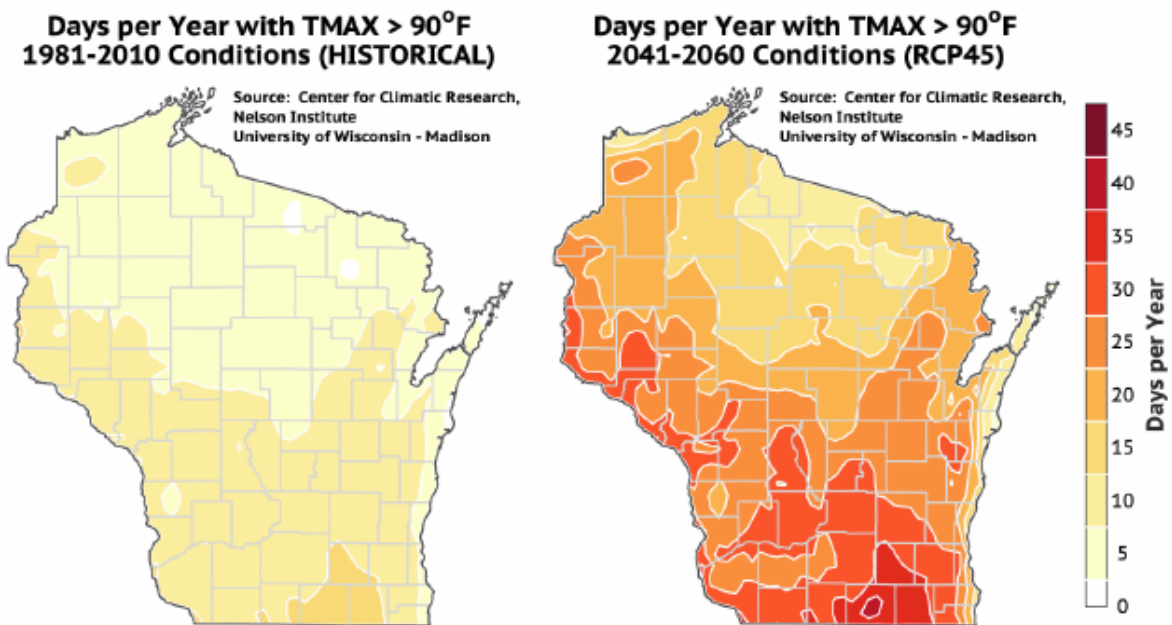 Days per Year with TMAX > 90°F
1981-2010 Conditions (HISTORICAL)
Source: Center for Climatic Research,
Nelson Institute
University of Wisconsin - Madison
Days per Year with TMAX > 90°F
2041-2060 Conditions (RCP45)
Source: Center for Climatic Research,
Nelson Institute
University of Wisconsin - Madison
45
40
35
30
25
20
15
10
5
0
Days per Year